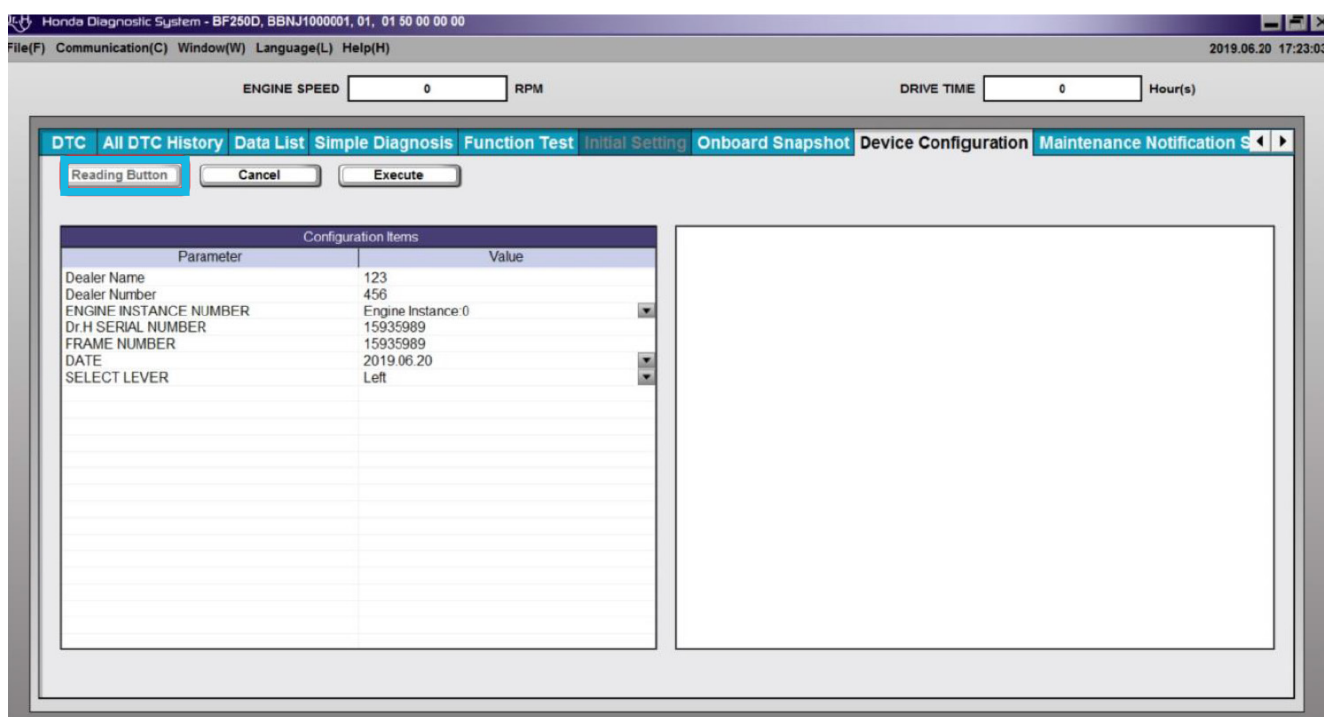 Honda Diagnostic System - BF250D, BBNJ1000001, 01, 01 50 00 00 00
File(F) Communication(C) Window(W) Language(L) Help(H) 2019.06.20 17:23:03
ENGINE SPEED 0 RPM DRIVE TIME 0 Hour(s)
DTC All DTC History Data List Simple Diagnosis Function Test Initial Setting Onboard Snapshot Device Configuration Maintenance Notification S
Reading Button Cancel Execute
Configuration Items
Parameter Value
Dealer Name 123
Dealer Number 456
ENGINE INSTANCE NUMBER Engine Instance:0
Dr.H SERIAL NUMBER 15935989
FRAME NUMBER 15935989
DATE 2019.06.20
SELECT LEVER Left